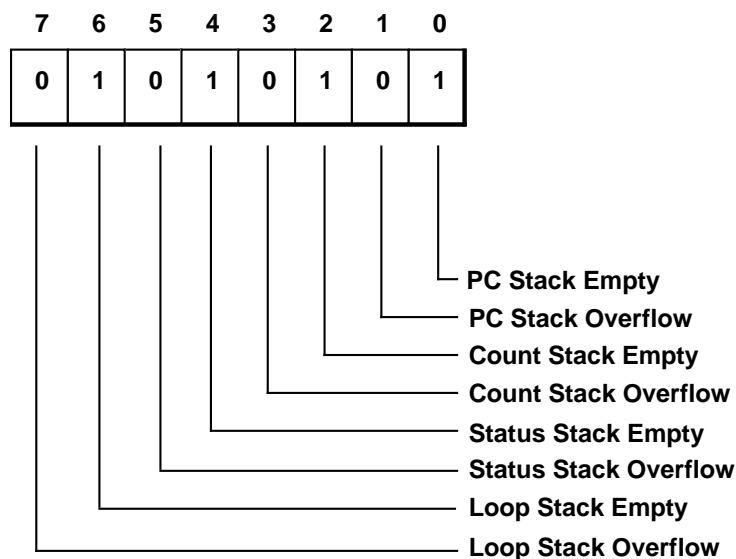 7 6 5 4 3 2 1 0
0 1 0 1 0 1 0 1
PC Stack Empty
PC Stack Overflow
Count Stack Empty
Count Stack Overflow
Status Stack Empty
Status Stack Overflow
Loop Stack Empty
Loop Stack Overflow